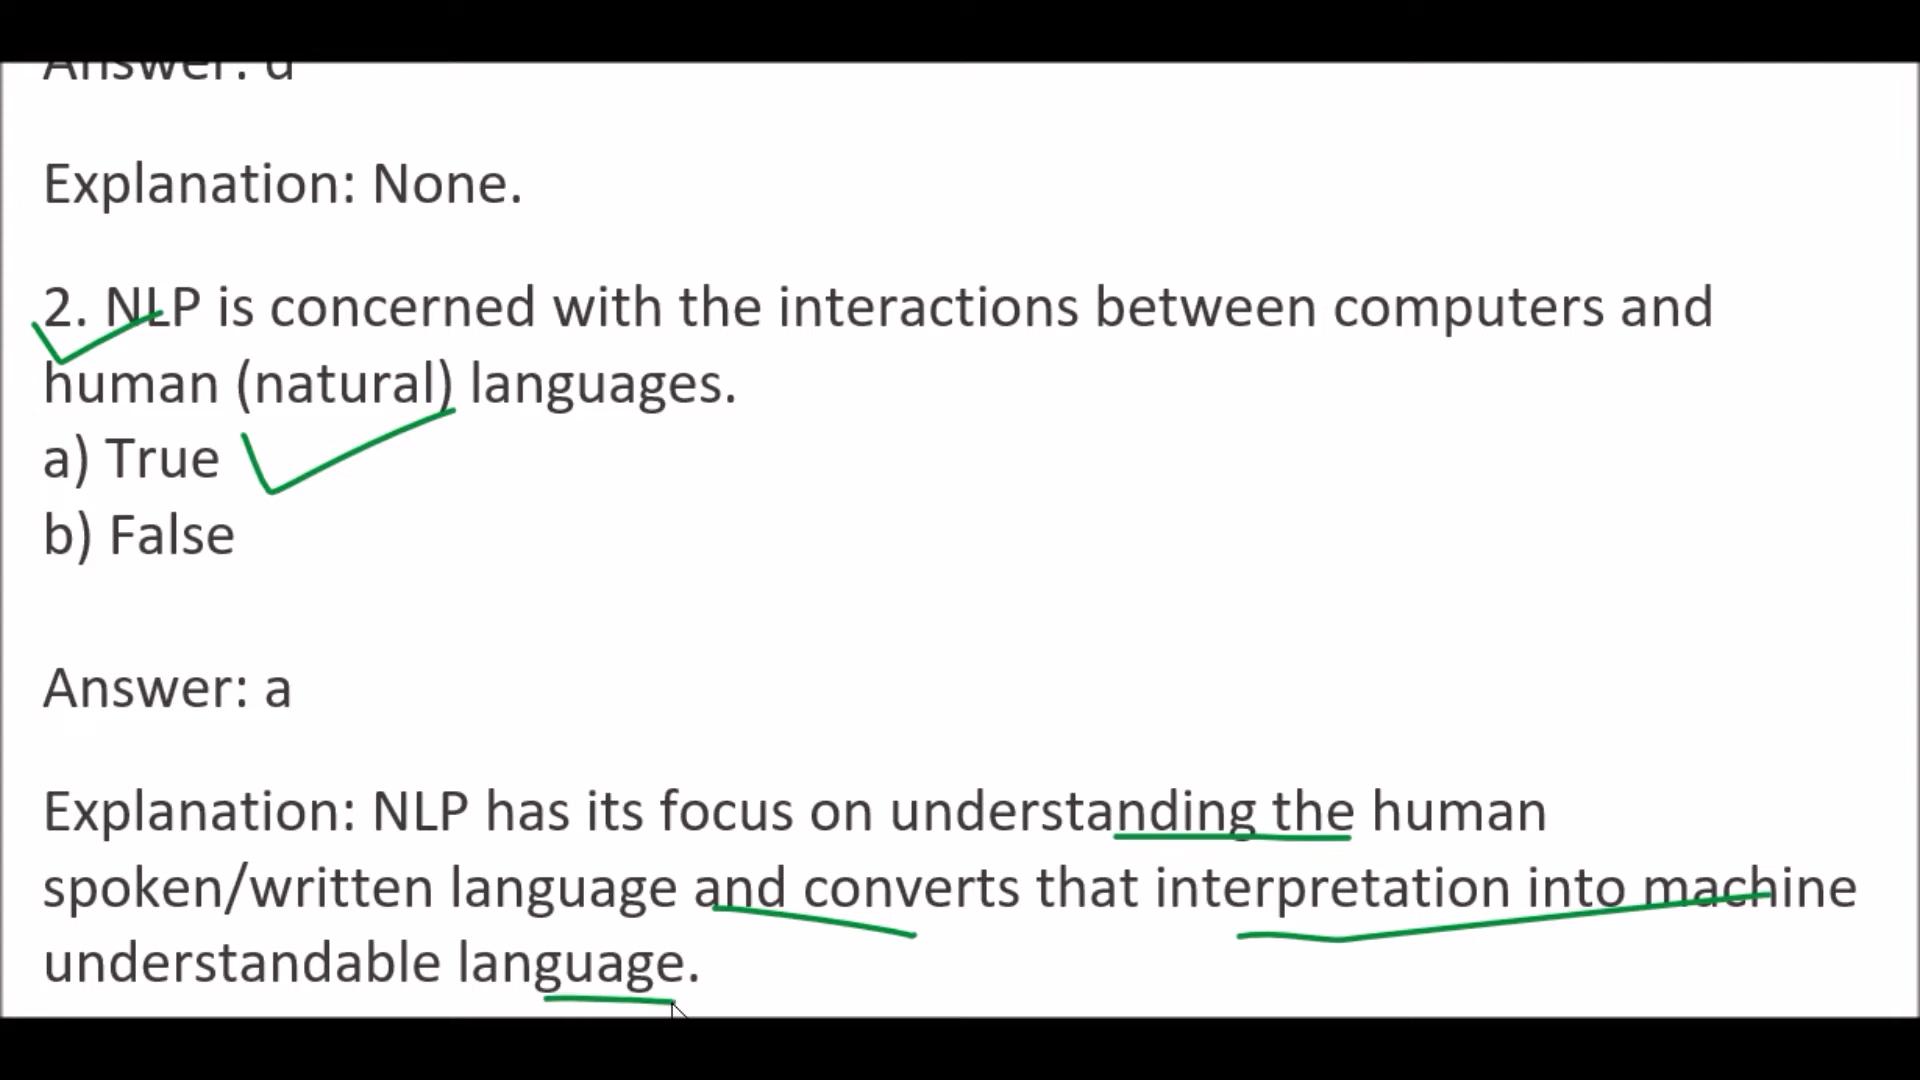 Answer: d
Explanation: None.
2. NLP is concerned with the interactions between computers and
human (natural) languages.
a) True
b) False
Answer: a
Explanation: NLP has its focus on understanding the human
spoken/written language and converts that interpretation into machine
understandable language.